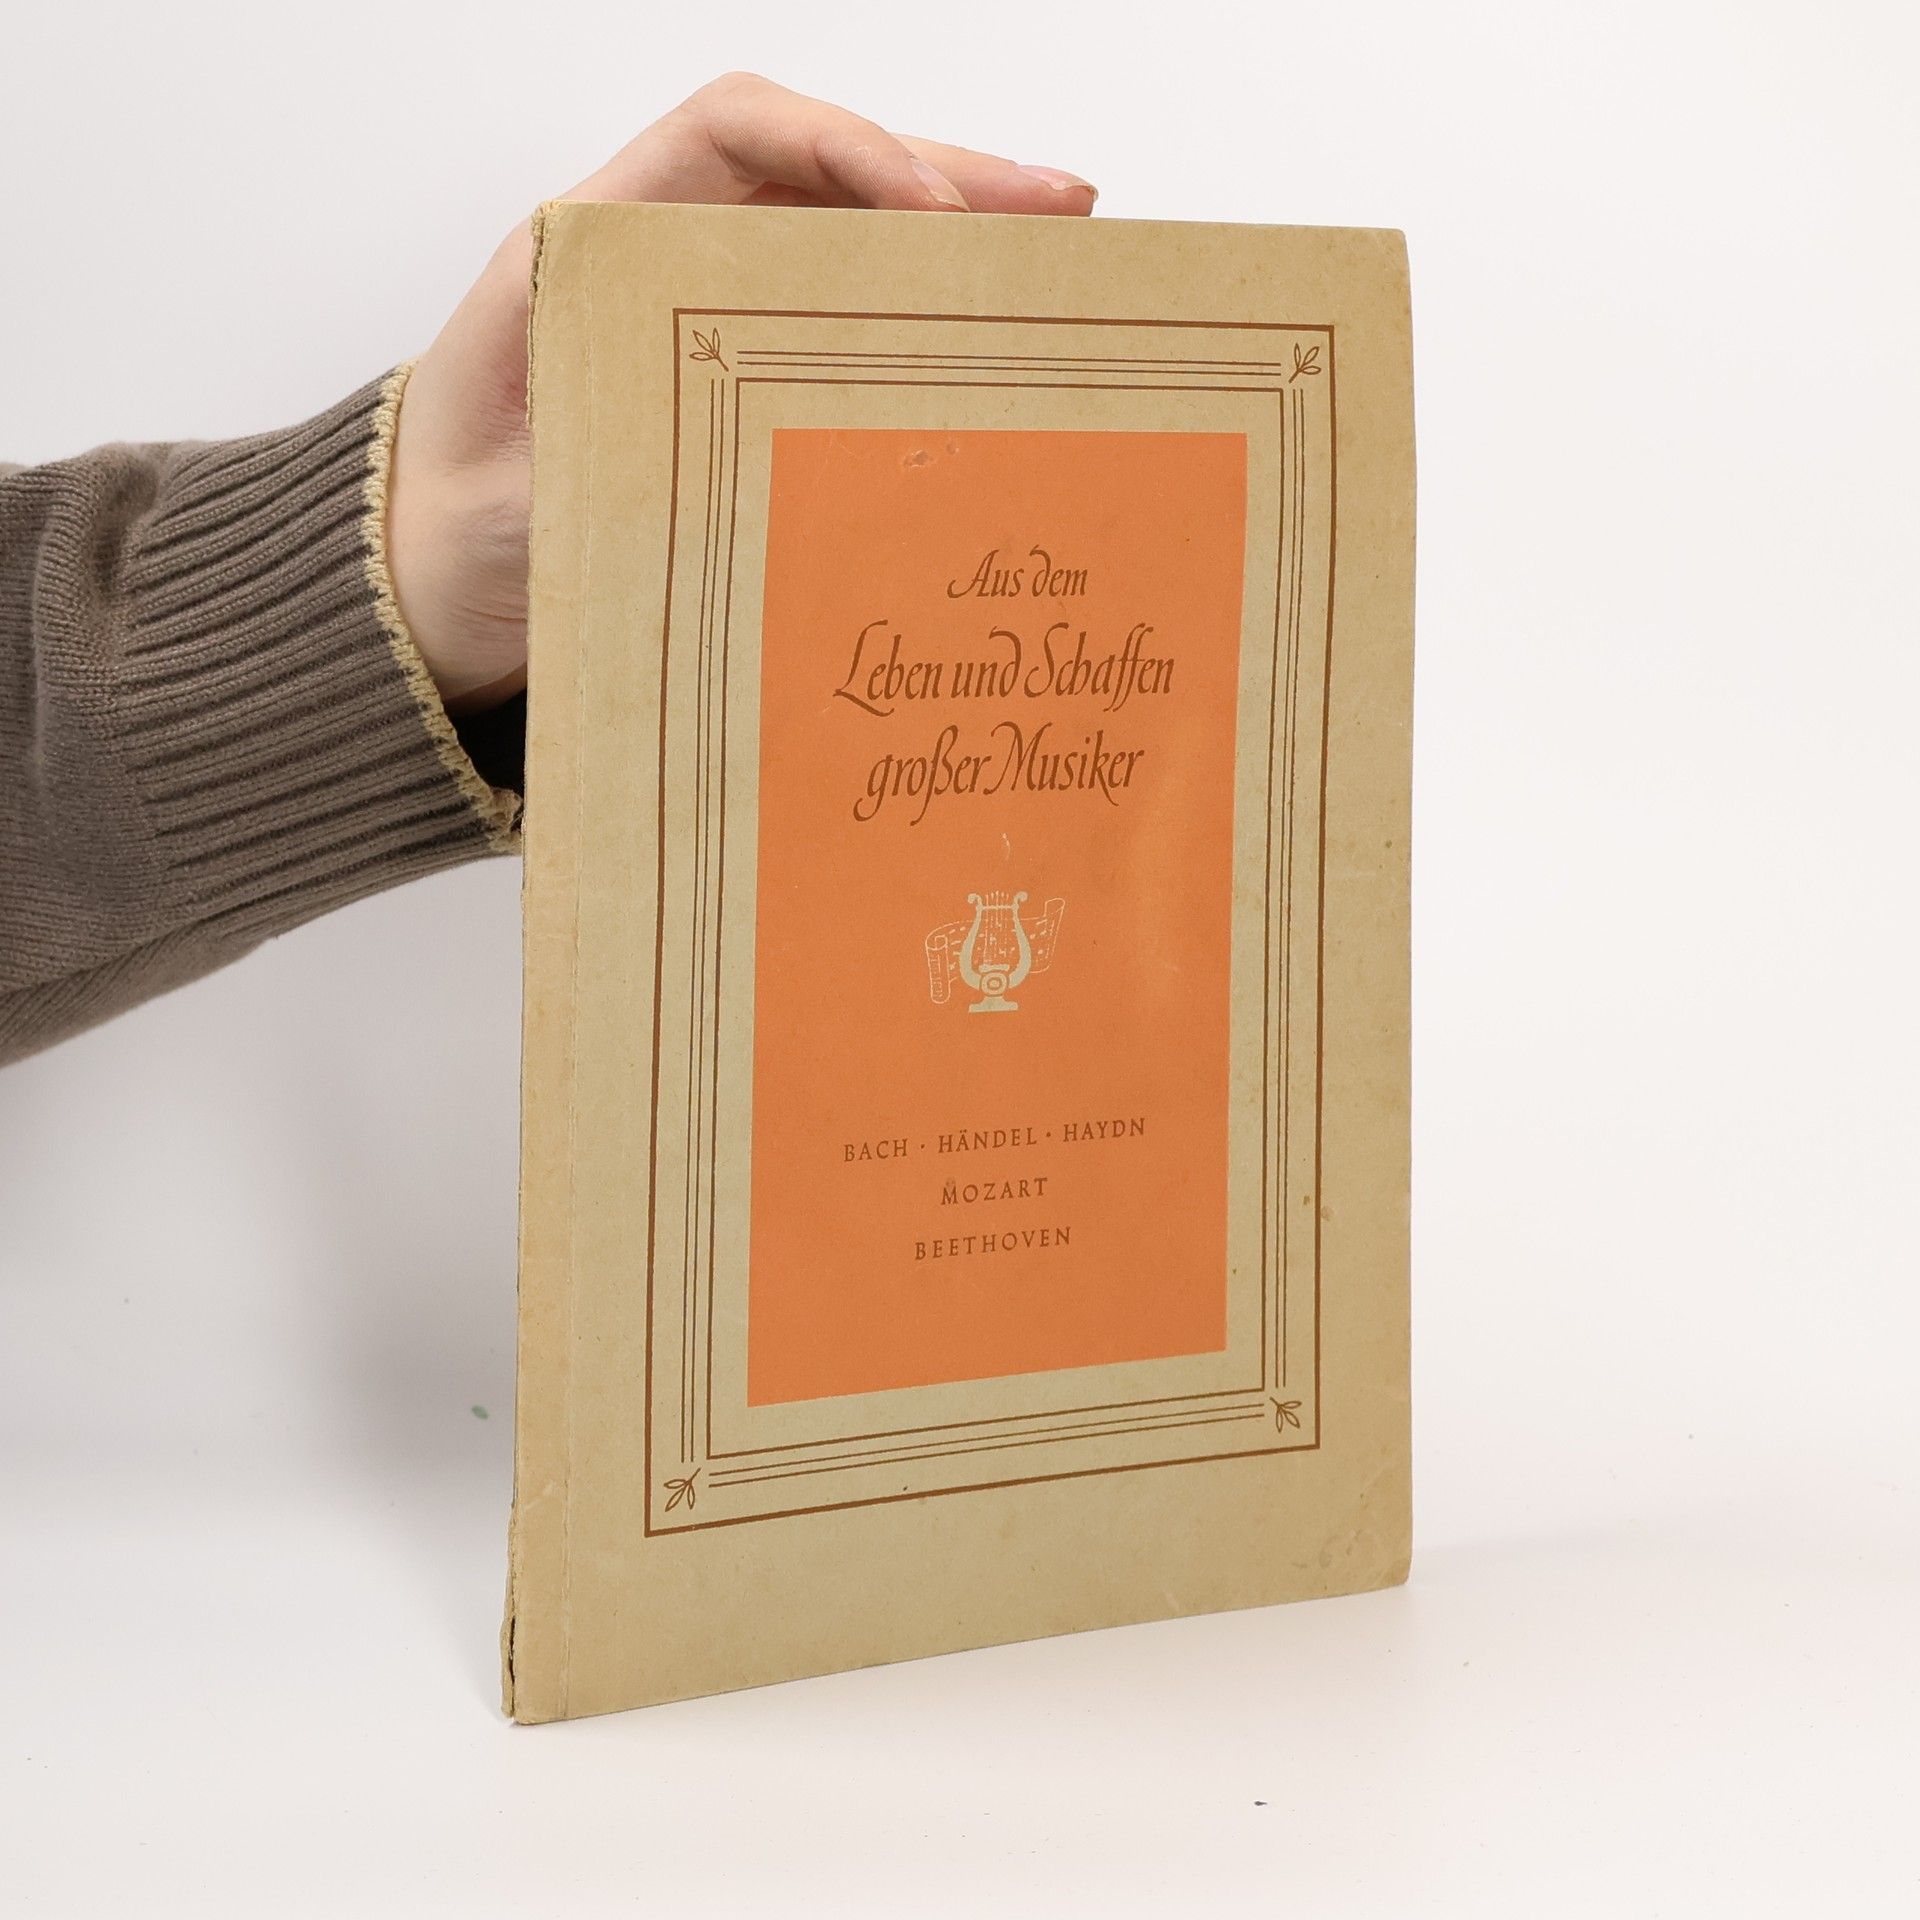 Aus dem
Leben und Schaffen
großer Musiker
BACH · HÄNDEL · HAYDN
MOZART
BEETHOVEN